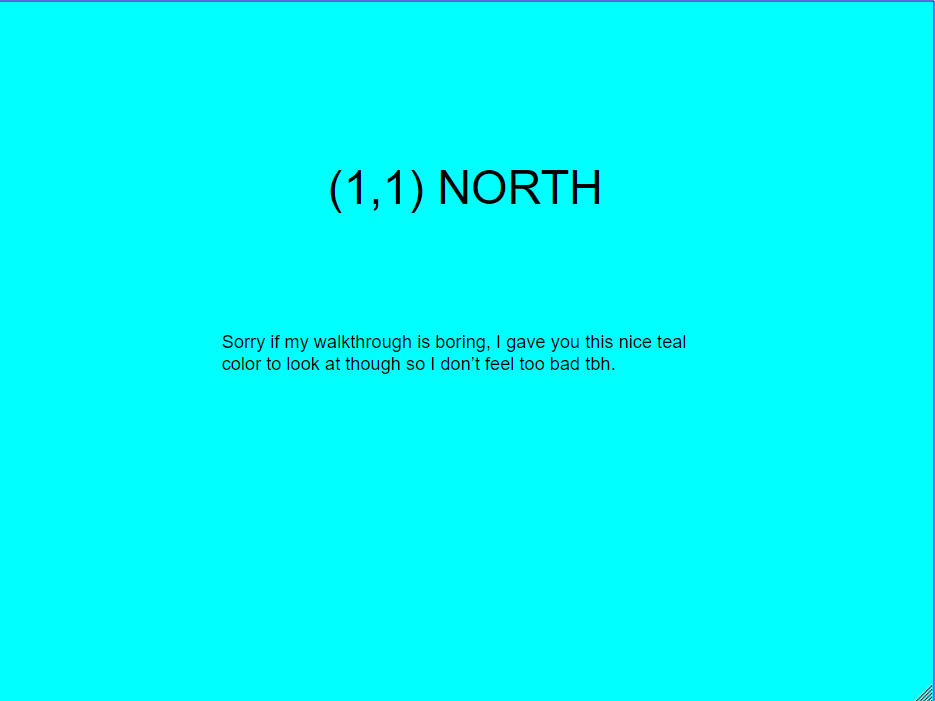 (1,1) NORTH
Sorry if my walkthrough is boring, I gave you this nice teal
color to look at though so I don’t feel too bad tbh.